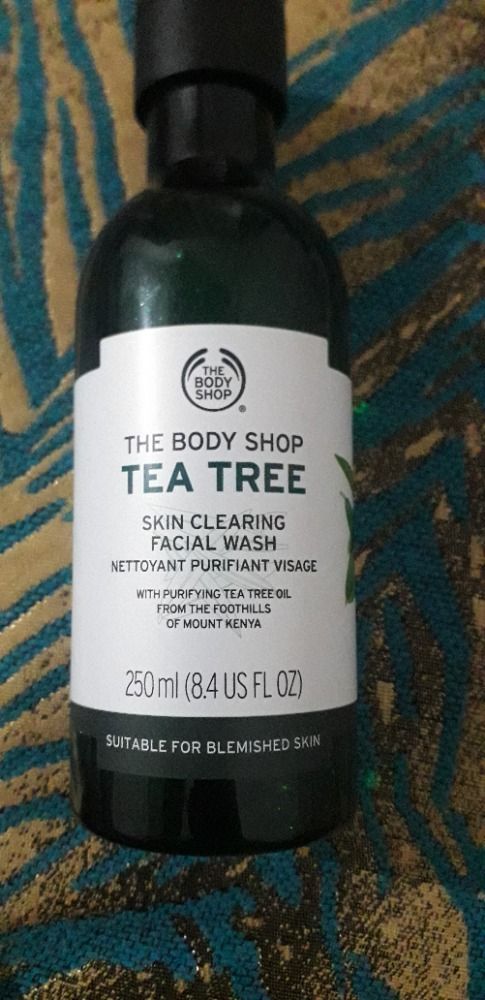 THE
BODY
SHOP
®
THE BODY SHOP
TEA TREE
SKIN CLEARING
FACIAL WASH
NETTOYANT PURIFIANT VISAGE
WITH PURIFYING TEA TREE OIL
FROM THE FOOTHILLS
OF MOUNT KENYA
250 ml (8.4 US FL OZ)
SUITABLE FOR BLEMISHED SKIN